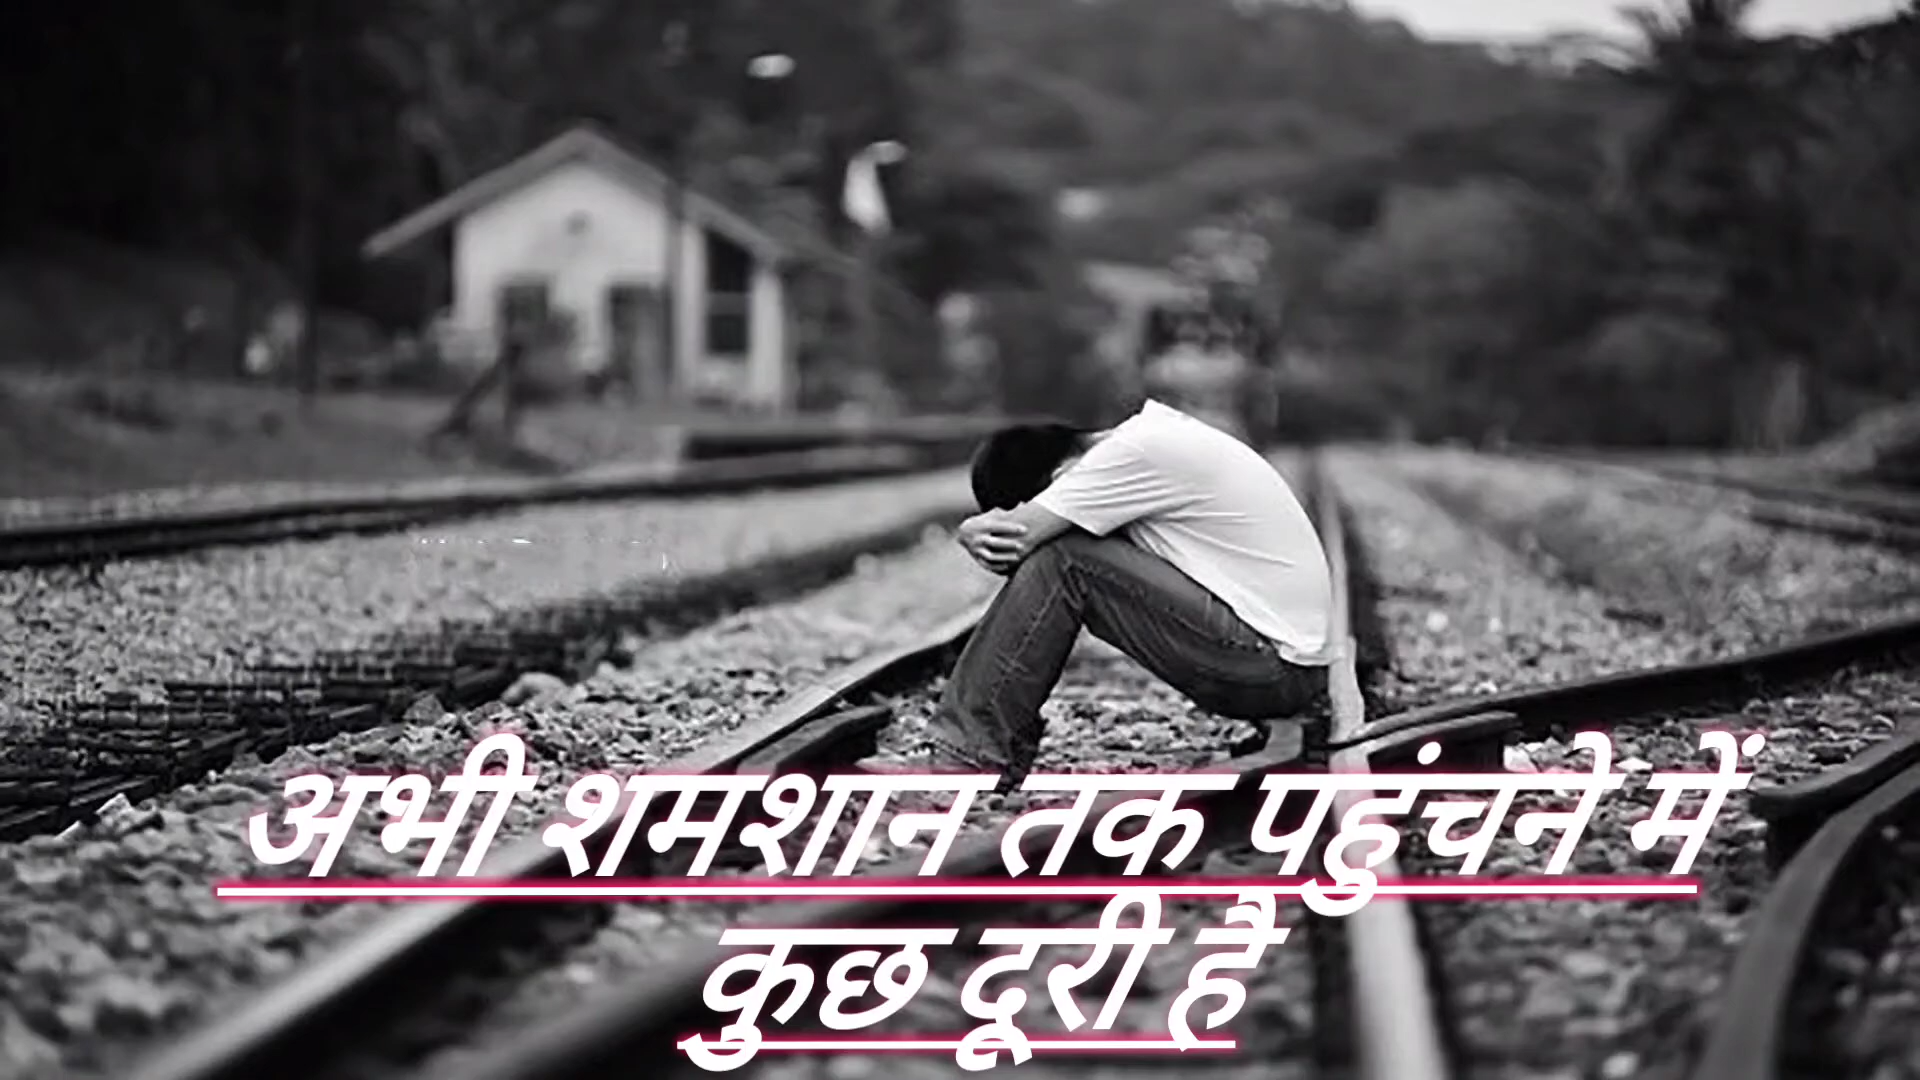 अभी शमशान तक पहुंचने में
कुछ दूरी है